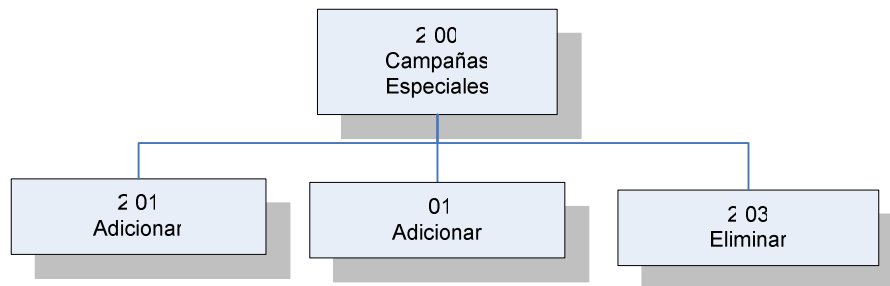 2 00
Campañas
Especiales
2 01
Adicionar
01
Adicionar
2 03
Eliminar